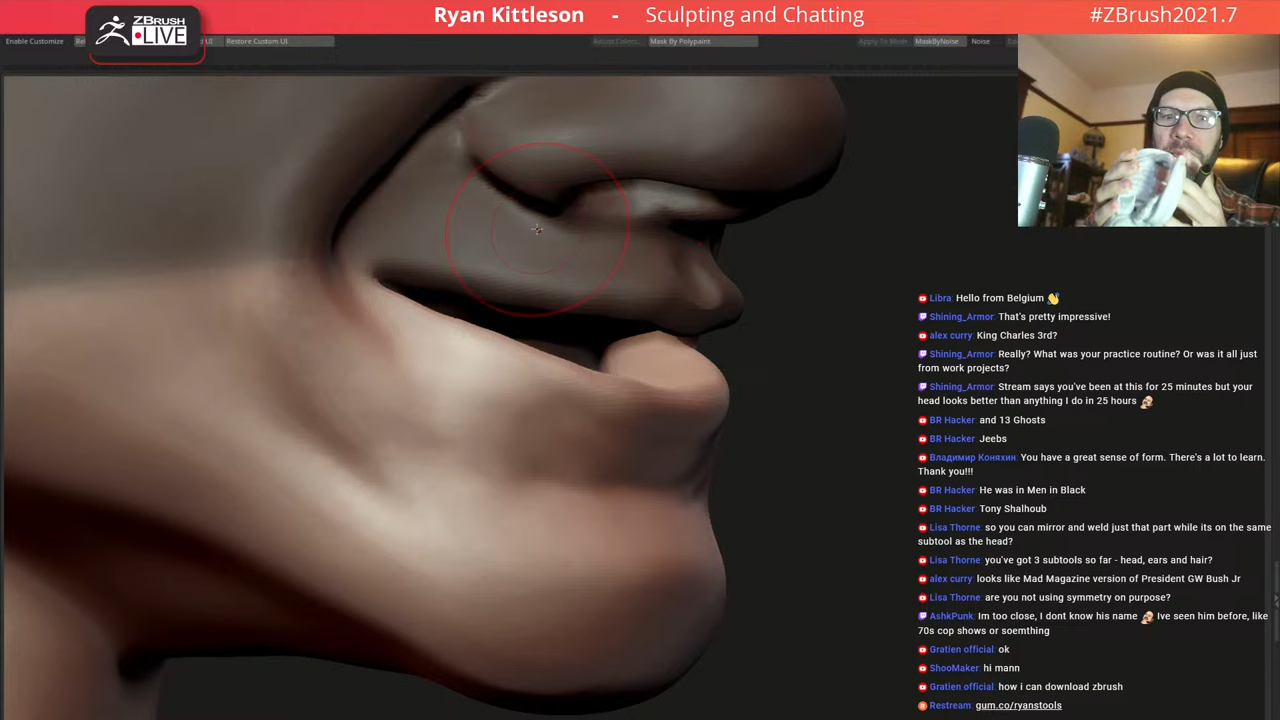 Ryan Kittleson - Sculpting and Chatting #ZBrush2021.7
ZBRUSH
LIVE
Enable Customize
UI
Restore Custom UI
Adjust Colors
Mask By Polypaint
Apply To Mode
MaskByNoise
Noise
Libra: Hello from Belgium 👋
Shining_Armor: That's pretty impressive!
alex curry: King Charles 3rd?
Shining_Armor: Really? What was your practice routine? Or was it all just
from work projects?
Shining_Armor: Stream says you've been at this for 25 minutes but your
head looks better than anything I do in 25 hours
BR Hacker: and 13 Ghosts
BR Hacker: Jeebs
Владимир Коняхин: You have a great sense of form. There's a lot to learn.
Thank you!!!
BR Hacker: He was in Men in Black
BR Hacker: Tony Shalhoub
Lisa Thorne: so you can mirror and weld just that part while its on the same
subtool as the head?
Lisa Thorne: you've got 3 subtools so far - head, ears and hair?
alex curry: looks like Mad Magazine version of President GW Bush Jr
Lisa Thorne: are you not using symmetry on purpose?
AshkPunk: Im too close, I dont know his name Ive seen him before, like
70s cop shows or soemthing
Gratien official: ok
ShooMaker: hi mann
Gratien official: how i can download zbrush
Restream: gum.co/ryanstools